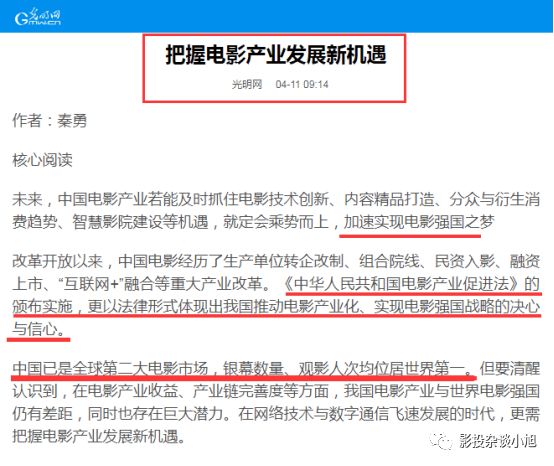 光明网
GMW.CN
把握电影产业发展新机遇
光明网 04-11 09:14
作者：秦勇
核心阅读
未来，中国电影产业若能及时抓住电影技术创新、内容精品打造、分众与衍生消
费趋势、智慧影院建设等机遇，就定会乘势而上，加速实现电影强国之梦
改革开放以来，中国电影经历了生产单位转企改制、组合院线、民资入影、融资
上市、“互联网+”融合等重大产业改革。《中华人民共和国电影产业促进法》的
颁布实施，更以法律形式体现出我国推动电影产业化、实现电影强国战略的决心
与信心。
中国已是全球第二大电影市场，银幕数量、观影人次均位居世界第一。但要清醒
认识到，在电影产业收益、产业链完善度等方面，我国电影产业与世界电影强国
仍有差距，同时也存在巨大潜力。在网络技术与数字通信飞速发展的时代，更需
把握电影产业发展新机遇。
影投杂谈小旭